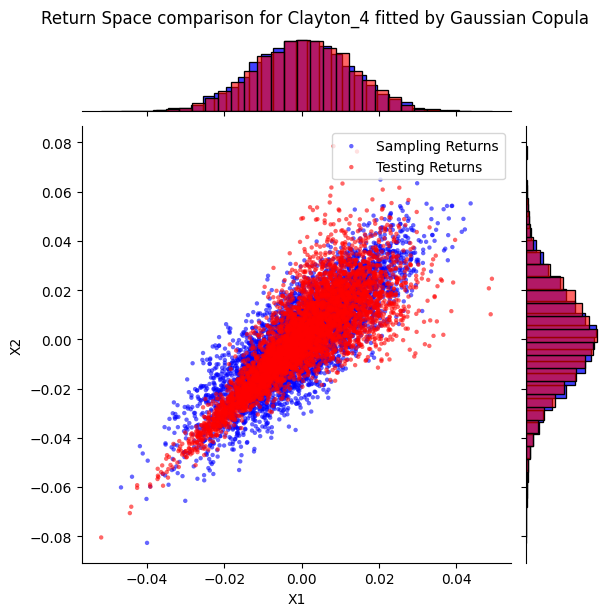 Return Space comparison for Clayton_4 fitted by Gaussian Copula
Sampling Returns
Testing Returns
0.08
0.06
0.04
0.02
0.00
−0.02
−0.04
−0.06
−0.08
X2
−0.04
−0.02
0.00
0.02
0.04
X1